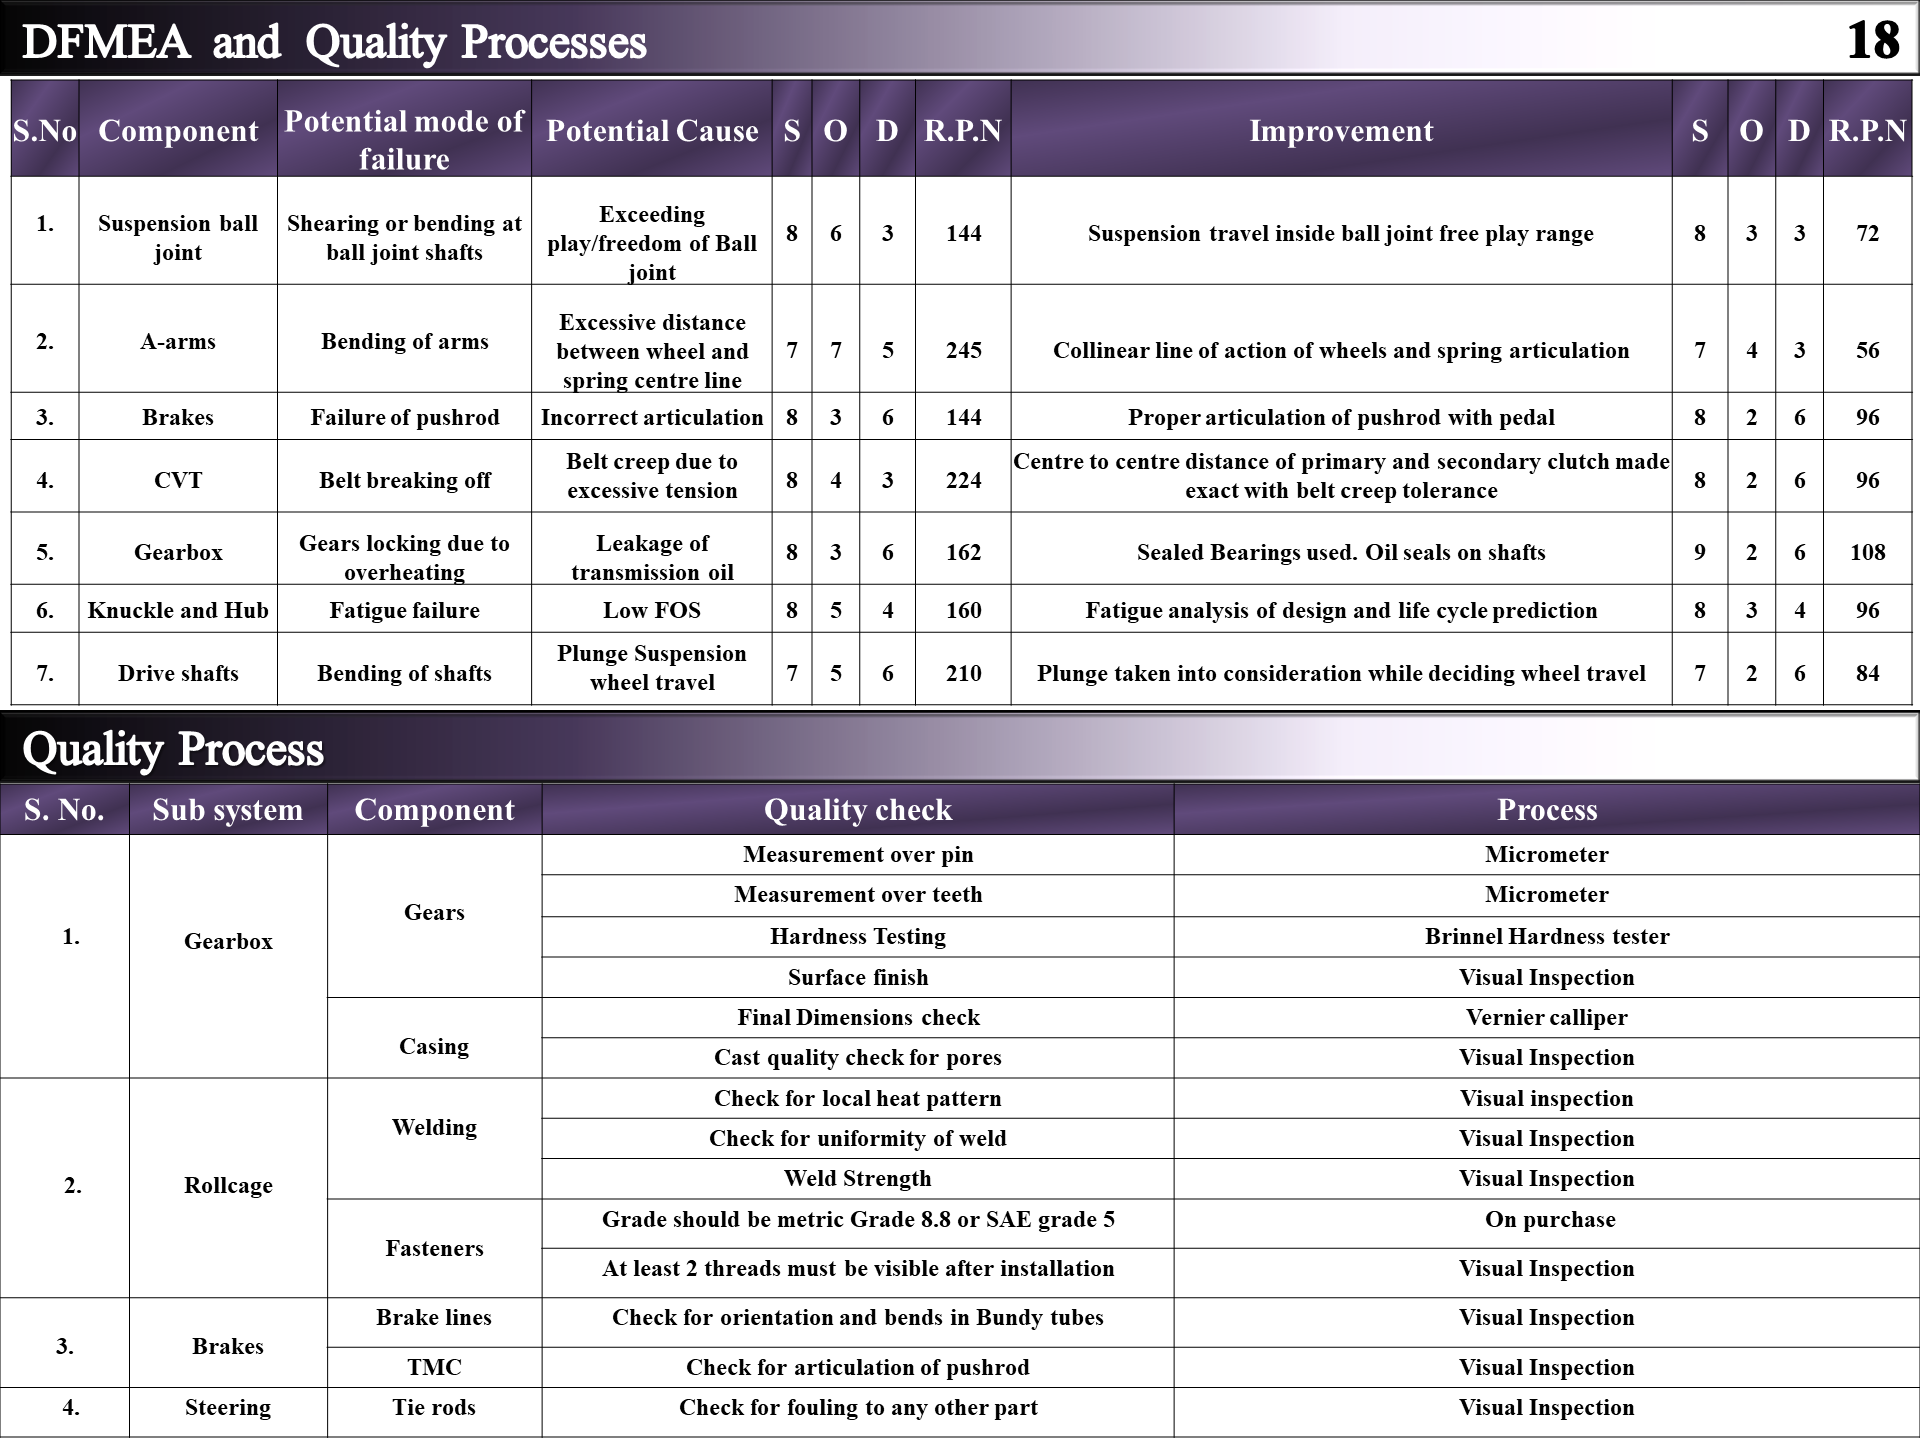 DFMEA and Quality Processes 18
S.No Component Potential mode of failure Potential Cause S O D R.P.N Improvement S O D R.P.N
1. Suspension ball joint Shearing or bending at ball joint shafts Exceeding play/freedom of Ball joint 8 6 3 144 Suspension travel inside ball joint free play range 8 3 3 72
2. A-arms Bending of arms Excessive distance between wheel and spring centre line 7 7 5 245 Collinear line of action of wheels and spring articulation 7 4 3 56
3. Brakes Failure of pushrod Incorrect articulation 8 3 6 144 Proper articulation of pushrod with pedal 8 2 6 96
4. CVT Belt breaking off Belt creep due to excessive tension 8 4 3 224 Centre to centre distance of primary and secondary clutch made exact with belt creep tolerance 8 2 6 96
5. Gearbox Gears locking due to overheating Leakage of transmission oil 8 3 6 162 Sealed Bearings used. Oil seals on shafts 9 2 6 108
6. Knuckle and Hub Fatigue failure Low FOS 8 5 4 160 Fatigue analysis of design and life cycle prediction 8 3 4 96
7. Drive shafts Bending of shafts Plunge Suspension wheel travel 7 5 6 210 Plunge taken into consideration while deciding wheel travel 7 2 6 84
Quality Process
S. No. Sub system Component Quality check Process
1. Gearbox Gears Measurement over pin Micrometer
Measurement over teeth Micrometer
Hardness Testing Brinnel Hardness tester
Surface finish Visual Inspection
Casing Final Dimensions check Vernier calliper
Cast quality check for pores Visual Inspection
2. Rollcage Welding Check for local heat pattern Visual inspection
Check for uniformity of weld Visual Inspection
Weld Strength Visual Inspection
Fasteners Grade should be metric Grade 8.8 or SAE grade 5 On purchase
At least 2 threads must be visible after installation Visual Inspection
3. Brakes Brake lines Check for orientation and bends in Bundy tubes Visual Inspection
TMC Check for articulation of pushrod Visual Inspection
4. Steering Tie rods Check for fouling to any other part Visual Inspection